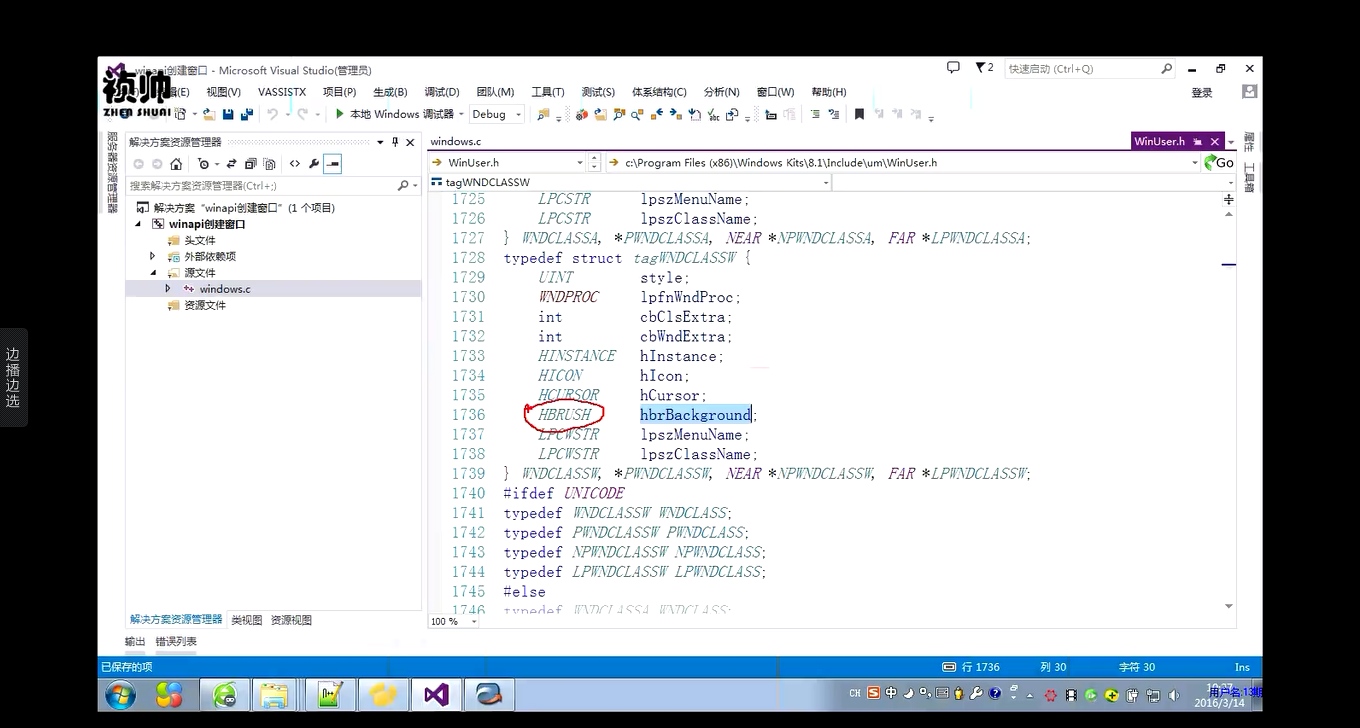 winapi创建窗口 - Microsoft Visual Studio(管理员)
2
快速启动 (Ctrl+Q)
祯帅
ZHEN SHUAI
(E) 视图(V) VASSISTX 项目(P) 生成(B) 调试(D) 团队(M) 工具(T) 测试(S) 体系结构(C) 分析(N) 窗口(W) 帮助(H)
登录
本地 Windows 调试器 Debug
服务器资源管理器
解决方案资源管理器
搜索解决方案资源管理器(Ctrl+;)
解决方案 "winapi创建窗口" (1 个项目)
winapi创建窗口
头文件
外部依赖项
源文件
windows.c
资源文件
解决方案资源管理器 类视图 资源视图
输出 错误列表
windows.c
WinUser.h
WinUser.h
c:\Program Files (x86)\Windows Kits\8.1\Include\um\WinUser.h
Go
tagWNDCLASSW
1725 LPCSTR lpszMenuName;
1726 LPCSTR lpszClassName;
1727 } WNDCLASSA, *PWNDCLASSA, NEAR *NPWNDCLASSA, FAR *LPWNDCLASSA;
1728 typedef struct tagWNDCLASSW {
1729 UINT style;
1730 WNDPROC lpfnWndProc;
1731 int cbClsExtra;
1732 int cbWndExtra;
1733 HINSTANCE hInstance;
1734 HICON hIcon;
1735 HCURSOR hCursor;
1736 HBRUSH hbrBackground;
1737 LPCWSTR lpszMenuName;
1738 LPCWSTR lpszClassName;
1739 } WNDCLASSW, *PWNDCLASSW, NEAR *NPWNDCLASSW, FAR *LPWNDCLASSW;
1740 #ifdef UNICODE
1741 typedef WNDCLASSW WNDCLASS;
1742 typedef PWNDCLASSW PWNDCLASS;
1743 typedef NPWNDCLASSW NPWNDCLASS;
1744 typedef LPWNDCLASSW LPWNDCLASS;
1745 #else
1746 typedef WNDCLASSA WNDCLASS;
100 %
属性
工具箱
边播边选
已保存的项
行 1736 列 30 字符 30 Ins
CH
中
用户名:13期
2016/3/14